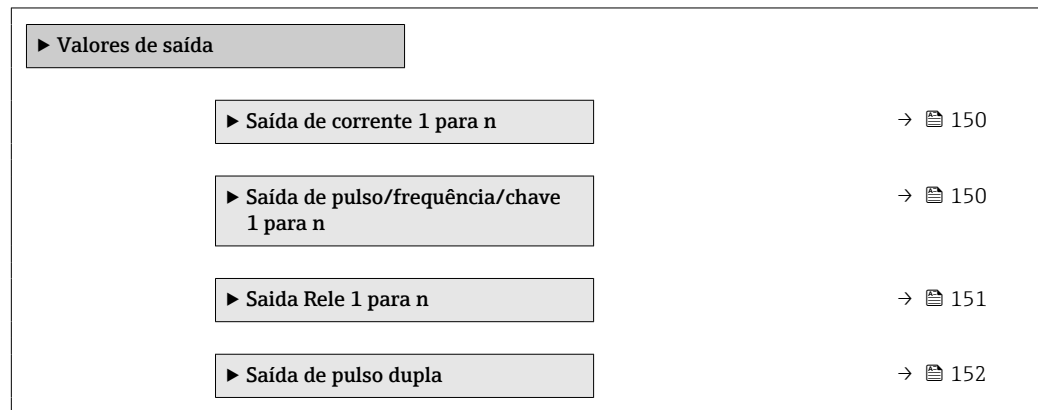 ▶ Valores de saída
▶ Saída de corrente 1 para n → 150
▶ Saída de pulso/frequência/chave → 150
1 para n
▶ Saida Rele 1 para n → 151
▶ Saída de pulso dupla → 152